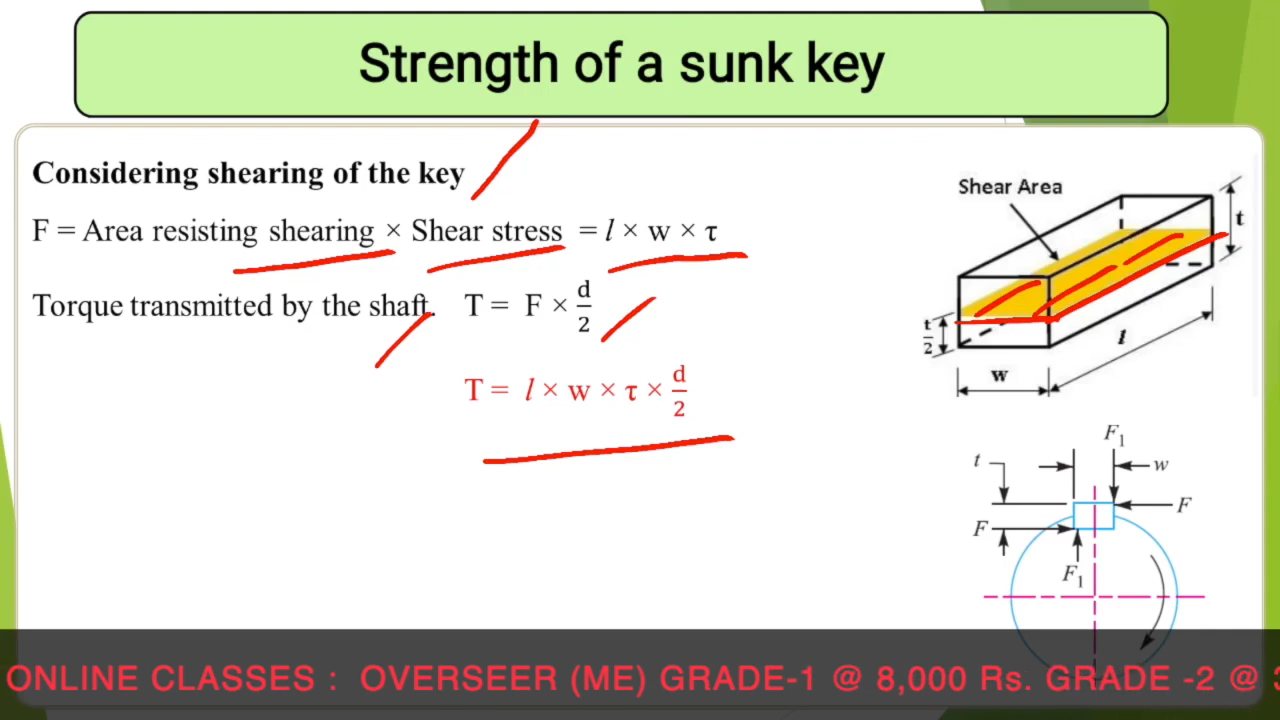 Strength of a sunk key
Considering shearing of the key
F = Area resisting shearing × Shear stress = l × w × τ
Torque transmitted by the shaft. T = F × d/2
T = l × w × τ × d/2
Shear Area
t
t/2
l
w
F₁
t
w
F
F
F₁
ONLINE CLASSES : OVERSEER (ME) GRADE-1 @ 8,000 Rs. GRADE -2 @